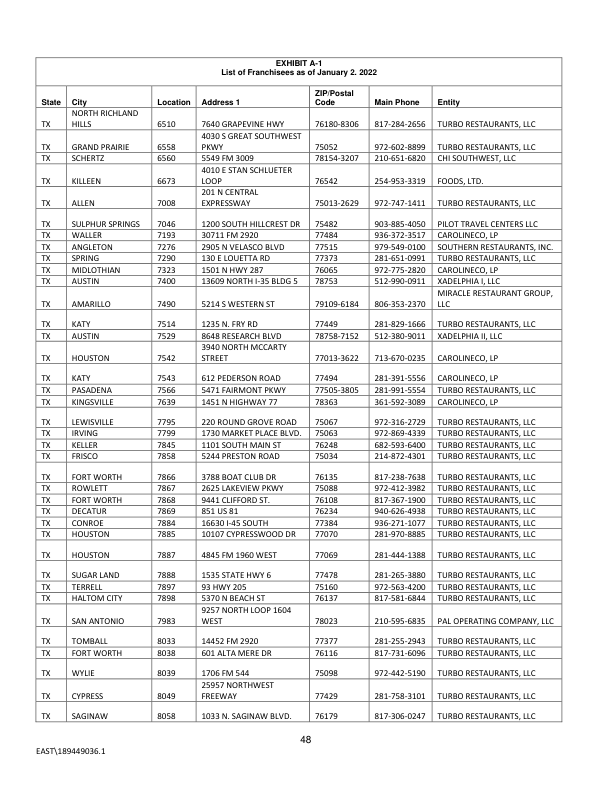 EXHIBIT A-1
List of Franchisees as of January 2. 2022
State City Location Address 1 ZIP/Postal Code Main Phone Entity
TX NORTH RICHLAND HILLS 6510 7640 GRAPEVINE HWY 76180-8306 817-284-2656 TURBO RESTAURANTS, LLC
TX GRAND PRAIRIE 6558 4030 S GREAT SOUTHWEST PKWY 75052 972-602-8899 TURBO RESTAURANTS, LLC
TX SCHERTZ 6560 5549 FM 3009 78154-3207 210-651-6820 CHI SOUTHWEST, LLC
TX KILLEEN 6673 4010 E STAN SCHLUETER LOOP 76542 254-953-3319 FOODS, LTD.
TX ALLEN 7008 201 N CENTRAL EXPRESSWAY 75013-2629 972-747-1411 TURBO RESTAURANTS, LLC
TX SULPHUR SPRINGS 7046 1200 SOUTH HILLCREST DR 75482 903-885-4050 PILOT TRAVEL CENTERS LLC
TX WALLER 7193 30711 FM 2920 77484 936-372-3517 CAROLINECO, LP
TX ANGLETON 7276 2905 N VELASCO BLVD 77515 979-549-0100 SOUTHERN RESTAURANTS, INC.
TX SPRING 7290 130 E LOUETTA RD 77373 281-651-0991 TURBO RESTAURANTS, LLC
TX MIDLOTHIAN 7323 1501 N HWY 287 76065 972-775-2820 CAROLINECO, LP
TX AUSTIN 7400 13609 NORTH I-35 BLDG 5 78753 512-990-0911 XADELPHIA I, LLC
TX AMARILLO 7490 5214 S WESTERN ST 79109-6184 806-353-2370 MIRACLE RESTAURANT GROUP, LLC
TX KATY 7514 1235 N. FRY RD 77449 281-829-1666 TURBO RESTAURANTS, LLC
TX AUSTIN 7529 8648 RESEARCH BLVD 78758-7152 512-380-9011 XADELPHIA II, LLC
TX HOUSTON 7542 3940 NORTH MCCARTY STREET 77013-3622 713-670-0235 CAROLINECO, LP
TX KATY 7543 612 PEDERSON ROAD 77494 281-391-5556 CAROLINECO, LP
TX PASADENA 7566 5471 FAIRMONT PKWY 77505-3805 281-991-5554 TURBO RESTAURANTS, LLC
TX KINGSVILLE 7639 1451 N HIGHWAY 77 78363 361-592-3089 CAROLINECO, LP
TX LEWISVILLE 7795 220 ROUND GROVE ROAD 75067 972-316-2729 TURBO RESTAURANTS, LLC
TX IRVING 7799 1730 MARKET PLACE BLVD. 75063 972-869-4339 TURBO RESTAURANTS, LLC
TX KELLER 7845 1101 SOUTH MAIN ST 76248 682-593-6400 TURBO RESTAURANTS, LLC
TX FRISCO 7858 5244 PRESTON ROAD 75034 214-872-4301 TURBO RESTAURANTS, LLC
TX FORT WORTH 7866 3788 BOAT CLUB DR 76135 817-238-7638 TURBO RESTAURANTS, LLC
TX ROWLETT 7867 2625 LAKEVIEW PKWY 75088 972-412-3982 TURBO RESTAURANTS, LLC
TX FORT WORTH 7868 9441 CLIFFORD ST. 76108 817-367-1900 TURBO RESTAURANTS, LLC
TX DECATUR 7869 851 US 81 76234 940-626-4938 TURBO RESTAURANTS, LLC
TX CONROE 7884 16630 I-45 SOUTH 77384 936-271-1077 TURBO RESTAURANTS, LLC
TX HOUSTON 7885 10107 CYPRESSWOOD DR 77070 281-970-8885 TURBO RESTAURANTS, LLC
TX HOUSTON 7887 4845 FM 1960 WEST 77069 281-444-1388 TURBO RESTAURANTS, LLC
TX SUGAR LAND 7888 1535 STATE HWY 6 77478 281-265-3880 TURBO RESTAURANTS, LLC
TX TERRELL 7897 93 HWY 205 75160 972-563-4200 TURBO RESTAURANTS, LLC
TX HALTOM CITY 7898 5370 N BEACH ST 76137 817-581-6844 TURBO RESTAURANTS, LLC
TX SAN ANTONIO 7983 9257 NORTH LOOP 1604 WEST 78023 210-595-6835 PAL OPERATING COMPANY, LLC
TX TOMBALL 8033 14452 FM 2920 77377 281-255-2943 TURBO RESTAURANTS, LLC
TX FORT WORTH 8038 601 ALTA MERE DR 76116 817-731-6096 TURBO RESTAURANTS, LLC
TX WYLIE 8039 1706 FM 544 75098 972-442-5190 TURBO RESTAURANTS, LLC
TX CYPRESS 8049 25957 NORTHWEST FREEWAY 77429 281-758-3101 TURBO RESTAURANTS, LLC
TX SAGINAW 8058 1033 N. SAGINAW BLVD. 76179 817-306-0247 TURBO RESTAURANTS, LLC
48
EAST\189449036.1